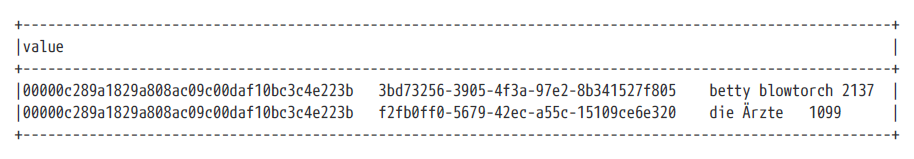 +----------------------------------------------------------------------------------------------------+
|value |
+----------------------------------------------------------------------------------------------------+
|00000c289a1829a808ac09c00daf10bc3c4e223b 3bd73256-3905-4f3a-97e2-8b341527f805 betty blowtorch 2137 |
|00000c289a1829a808ac09c00daf10bc3c4e223b f2fb0ff0-5679-42ec-a55c-15109ce6e320 die Ärzte 1099 |
+----------------------------------------------------------------------------------------------------+